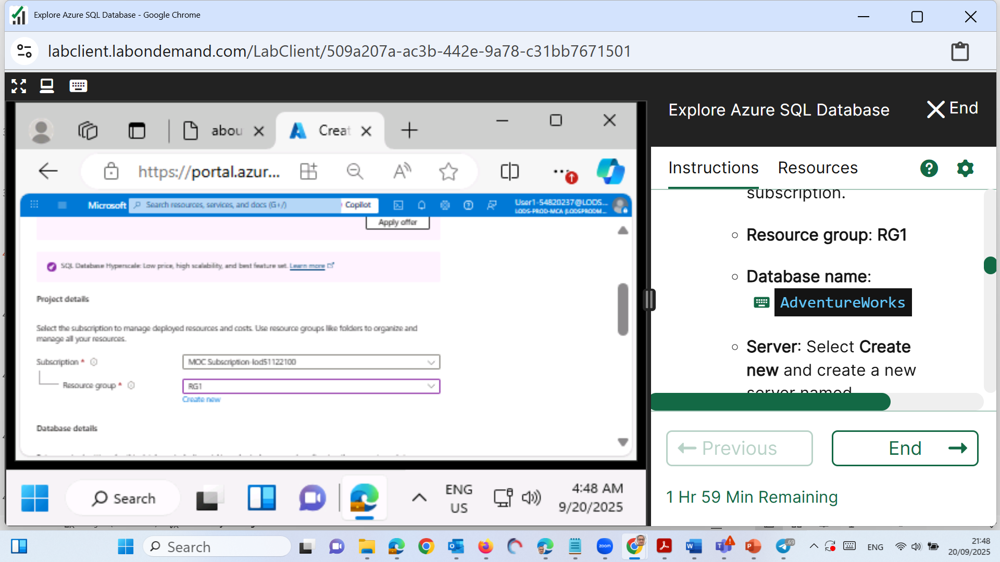 Explore Azure SQL Database - Google Chrome
labclient.labondemand.com/LabClient/509a207a-ac3b-442e-9a78-c31bb7671501
Explore Azure SQL Database
End
abou
Creat
https://portal.azur...
Microsoft
Search resources, services, and docs (G+/)
Copilot
User1-54820237@LODS...
LODS-PROD-MCA (LODSPRODM...
Apply offer
SQL Database Hyperscale: Low price, high scalability, and best feature set. Learn more
Project details
Select the subscription to manage deployed resources and costs. Use resource groups like folders to organize and
manage all your resources.
Subscription *
MOC Subscription-lod51122100
Resource group *
RG1
Create new
Database details
Search
ENG
US
4:48 AM
9/20/2025
Instructions
Resources
subscription.
Resource group: RG1
Database name:
AdventureWorks
Server: Select Create
new and create a new
server named
Previous
End
1 Hr 59 Min Remaining
Search
zoom
69
ENG
21:48
20/09/2025